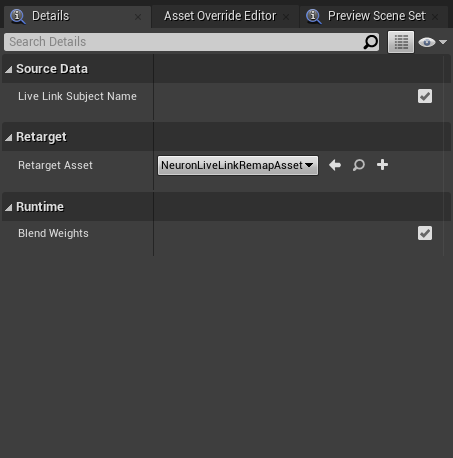 Details
Asset Override Editor
Preview Scene Set
Search Details
Source Data
Live Link Subject Name
Retarget
Retarget Asset
NeuronLiveLinkRemapAsset
Runtime
Blend Weights